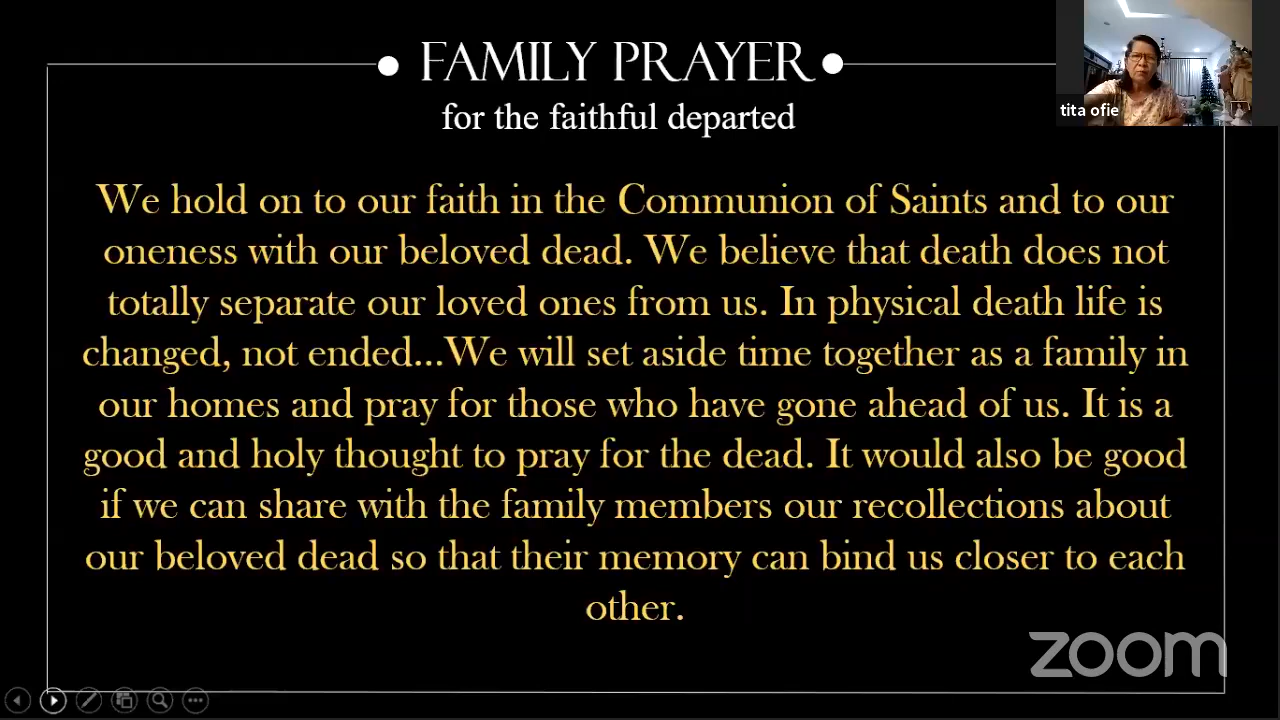 FAMILY PRAYER
for the faithful departed
tita ofie
We hold on to our faith in the Communion of Saints and to our
oneness with our beloved dead. We believe that death does not
totally separate our loved ones from us. In physical death life is
changed, not ended...We will set aside time together as a family in
our homes and pray for those who have gone ahead of us. It is a
good and holy thought to pray for the dead. It would also be good
if we can share with the family members our recollections about
our beloved dead so that their memory can bind us closer to each
other.
zoom